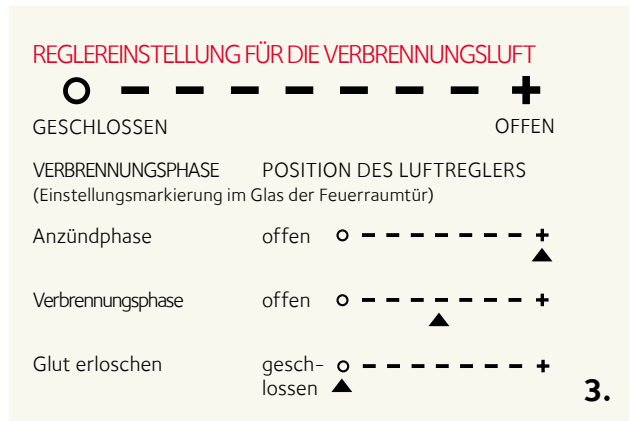 REGLEREINSTELLUNG FÜR DIE VERBRENNUNGSLUFT
GESCHLOSSEN OFFEN
VERBRENNUNGSPHASE POSITION DES LUFTREGLERS
(Einstellungsmarkierung im Glas der Feuerraumtür)
Anzündphase offen
Verbrennungsphase offen
Glut erloschen gesch-
lossen
3.